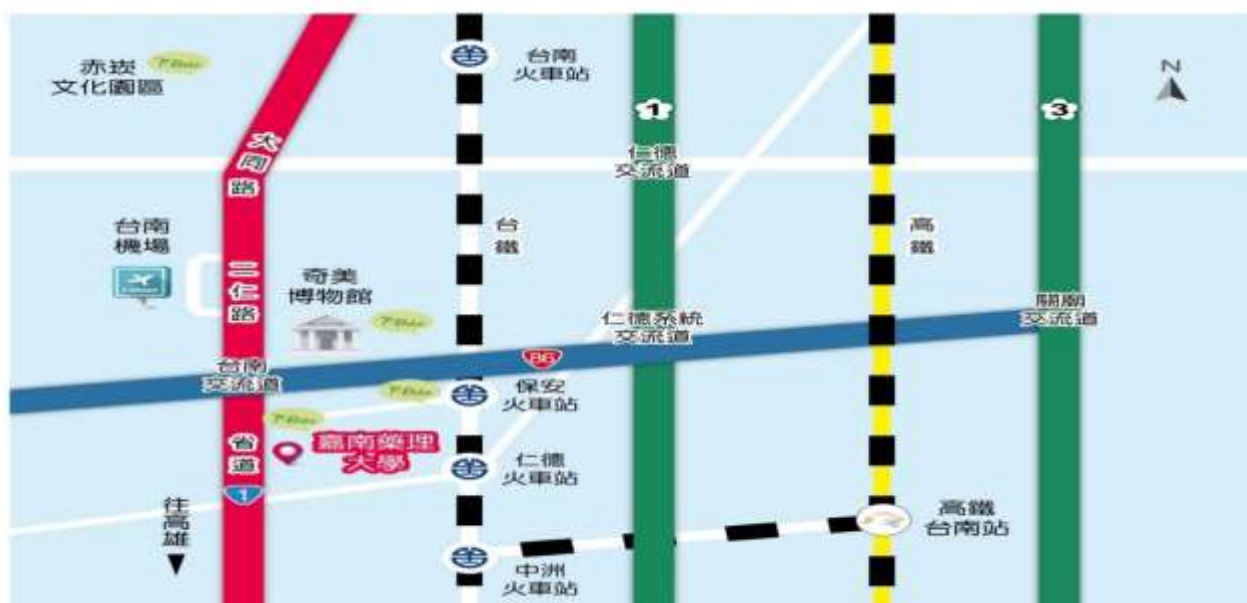 赤崁
文化園區
台南
火車站
N
1
3
大同路
仁德
交流道
台南
機場
台鐵
高鐵
二仁路
奇美
博物館
仁德系統
交流道
關廟
交流道
86
台南
交流道
保安
火車站
省道
嘉南藥理
大學
仁德
火車站
1
往高雄
高鐵
台南站
中洲
火車站